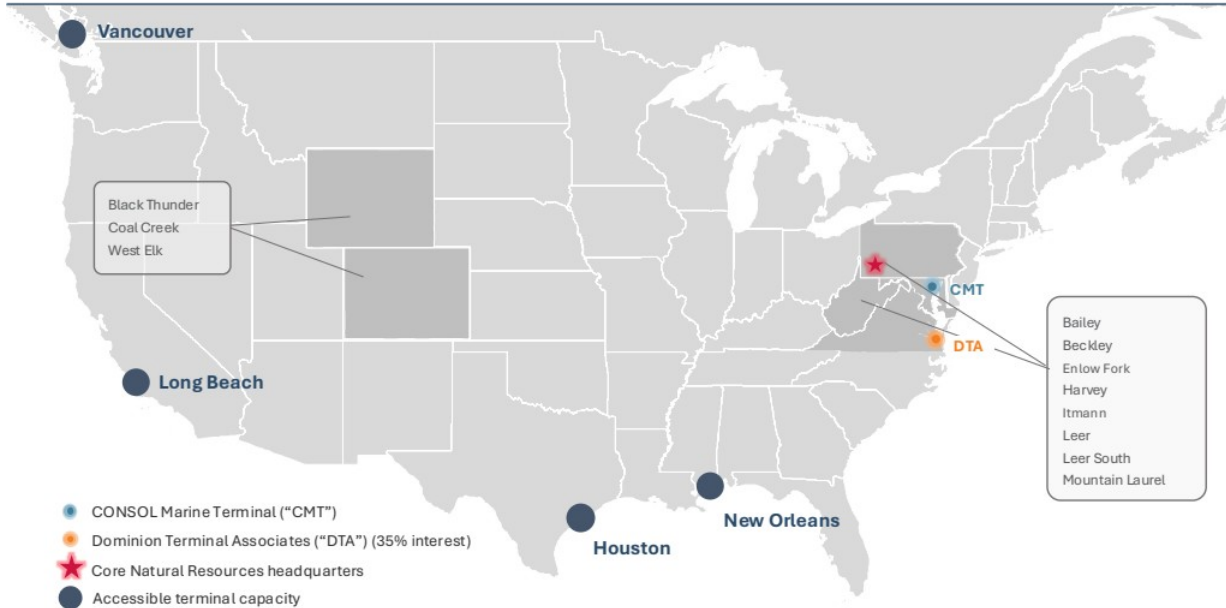 Vancouver
Black Thunder
Coal Creek
West Elk
CMT
DTA
Bailey
Beckley
Enlow Fork
Harvey
Itmann
Leer
Leer South
Mountain Laurel
Long Beach
New Orleans
Houston
CONSOL Marine Terminal (“CMT”)
Dominion Terminal Associates (“DTA”) (35% interest)
Core Natural Resources headquarters
Accessible terminal capacity